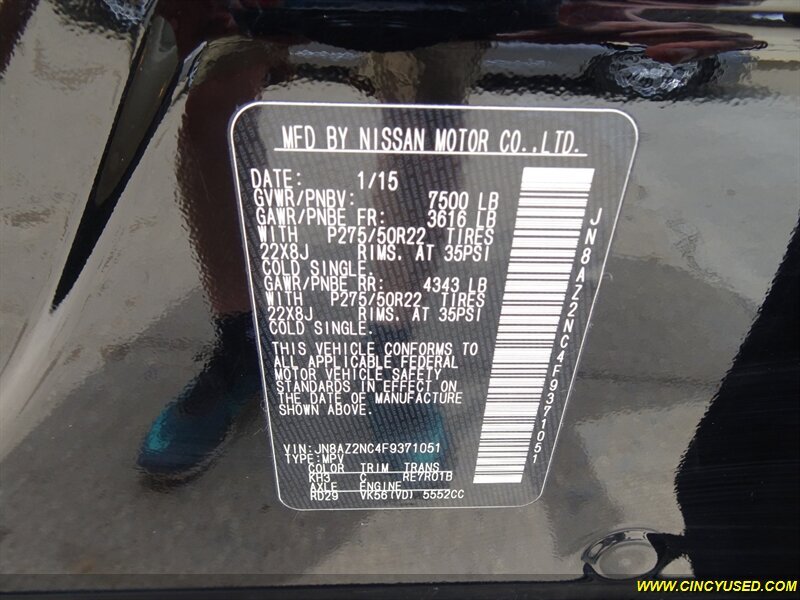 MFD BY NISSAN MOTOR CO.,LTD.
DATE: 1/15
GVWR/PNBV: 7500 LB
GAWR/PNBE FR: 3616 LB
WITH P275/50R22 TIRES
22X8J RIMS. AT 35PSI
COLD SINGLE.
GAWR/PNBE RR: 4343 LB
WITH P275/50R22 TIRES
22X8J RIMS. AT 35PSI
COLD SINGLE.
THIS VEHICLE CONFORMS TO
ALL APPLICABLE FEDERAL
MOTOR VEHICLE SAFETY
STANDARDS IN EFFECT ON
THE DATE OF MANUFACTURE
SHOWN ABOVE.
VIN:JN8AZ2NC4F9371051
TYPE:MPV
COLOR TRIM TRANS
KH3 C RE7R01B
AXLE ENGINE
RD29 VK56(VD) 5552CC
JN8AZ2NC4F9371051
WWW.CINCYUSED.COM